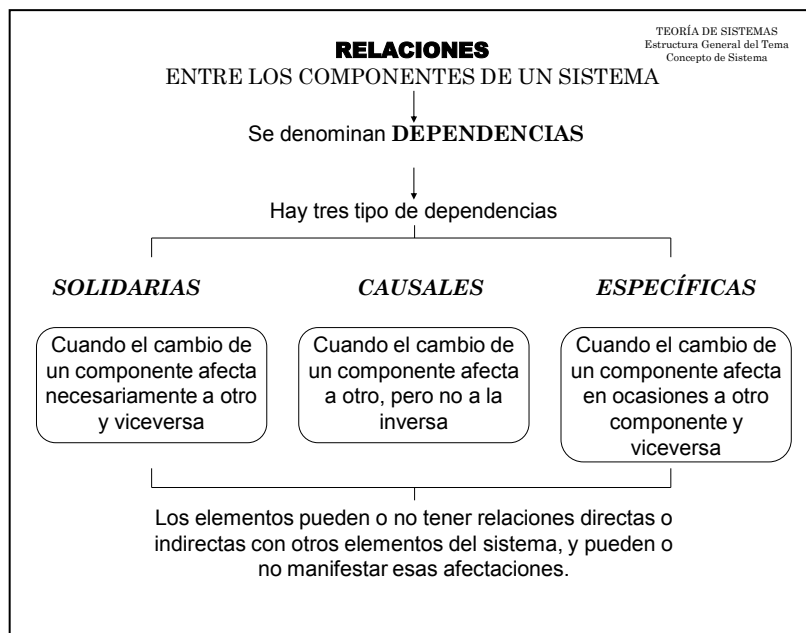 TEORÍA DE SISTEMAS
Estructura General del Tema
Concepto de Sistema
RELACIONES
ENTRE LOS COMPONENTES DE UN SISTEMA
Se denominan DEPENDENCIAS
Hay tres tipo de dependencias
SOLIDARIAS
Cuando el cambio de
un componente afecta
necesariamente a otro
y viceversa
CAUSALES
Cuando el cambio de
un componente afecta
a otro, pero no a la
inversa
ESPECÍFICAS
Cuando el cambio de
un componente afecta
en ocasiones a otro
componente y
viceversa
Los elementos pueden o no tener relaciones directas o
indirectas con otros elementos del sistema, y pueden o
no manifestar esas afectaciones.